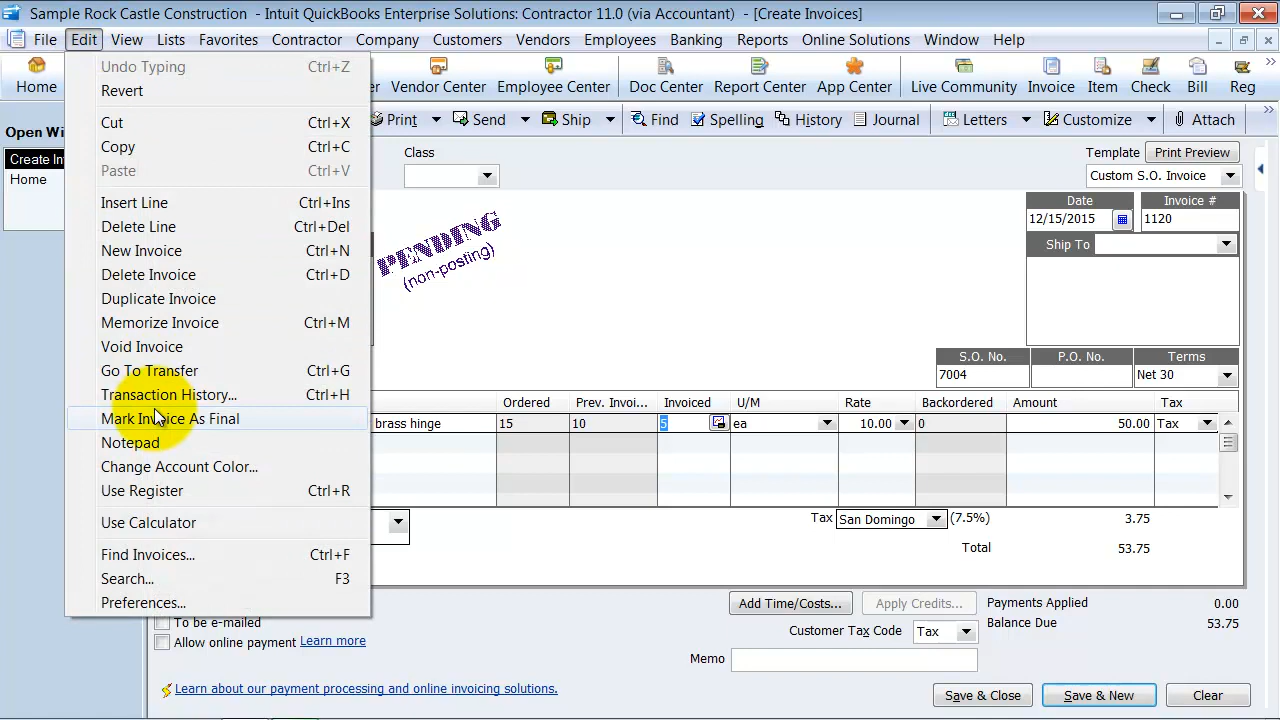 Sample Rock Castle Construction - Intuit QuickBooks Enterprise Solutions: Contractor 11.0 (via Accountant) - [Create Invoices]
File Edit View Lists Favorites Contractor Company Customers Vendors Employees Banking Reports Online Solutions Window Help
Home Vendor Center Employee Center Doc Center Report Center App Center Live Community Invoice Item Check Bill Reg
Print Send Ship Find Spelling History Journal Letters Customize Attach
Undo Typing Ctrl+Z
Revert
Cut Ctrl+X
Copy Ctrl+C
Paste Ctrl+V
Insert Line Ctrl+Ins
Delete Line Ctrl+Del
New Invoice Ctrl+N
Delete Invoice Ctrl+D
Duplicate Invoice
Memorize Invoice Ctrl+M
Void Invoice
Go To Transfer Ctrl+G
Transaction History... Ctrl+H
Mark Invoice As Final
Notepad
Change Account Color...
Use Register Ctrl+R
Use Calculator
Find Invoices... Ctrl+F
Search... F3
Preferences...
Open Wi
Create In
Home
Class
Template Print Preview
Custom S.O. Invoice
PENDING
(non-posting)
Date Invoice #
12/15/2015 1120
Ship To
S.O. No. P.O. No. Terms
7004 Net 30
Ordered Prev. Invoi... Invoiced U/M Rate Backordered Amount Tax
brass hinge 15 10 5 ea 10.00 0 50.00 Tax
Tax San Domingo (7.5%) 3.75
Total 53.75
To be e-mailed
Allow online payment Learn more
Add Time/Costs... Apply Credits... Payments Applied 0.00
Customer Tax Code Tax Balance Due 53.75
Memo
Learn about our payment processing and online invoicing solutions.
Save & Close Save & New Clear